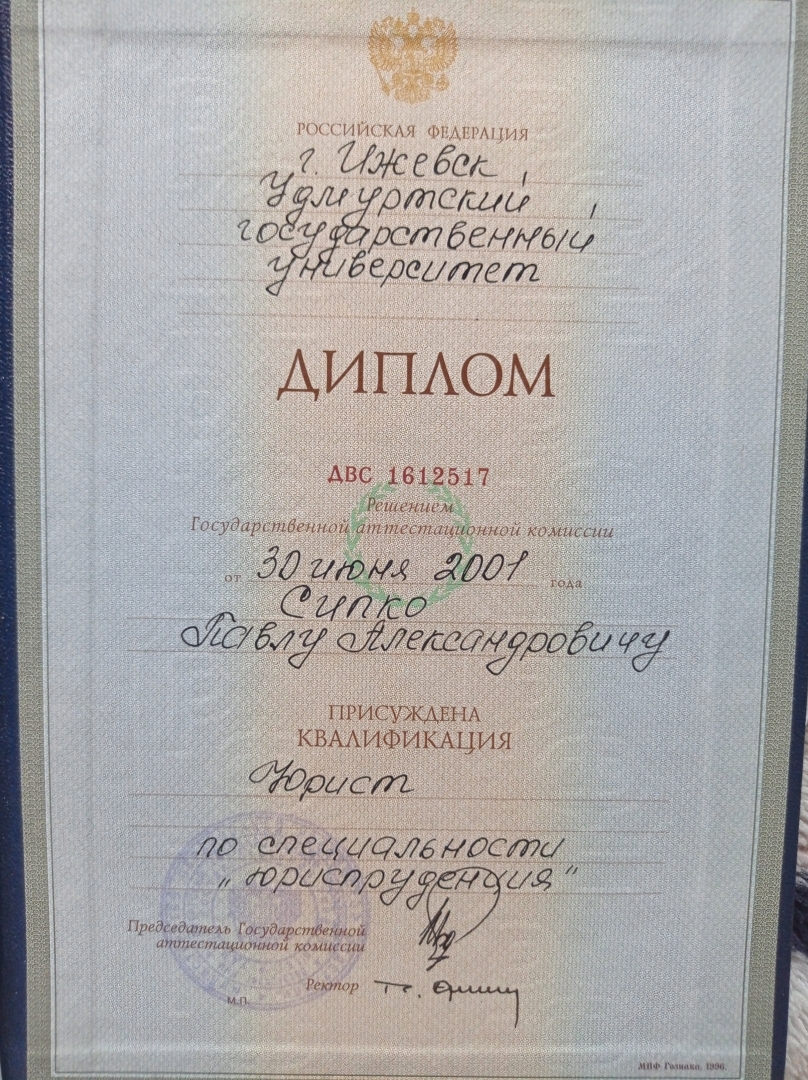 РОССИЙСКАЯ ФЕДЕРАЦИЯ
г. Ижевск,
Удмуртский
государственный
университет
ДИПЛОМ
ДВС 1612517
Решением
Государственной аттестационной комиссии
от 30 июня 2001 года
Сипко
Павлу Александровичу
ПРИСУЖДЕНА
КВАЛИФИКАЦИЯ
Юрист
по специальности
„юриспруденция“
Председатель Государственной
аттестационной комиссии
Ректор
М.П.
МПФ Гознака, 1996.